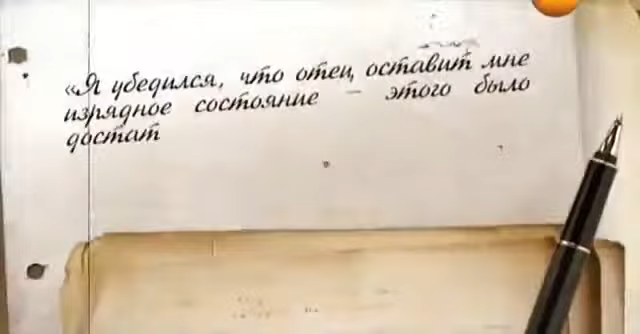 «Я убедился, что отец оставит мне
изрядное состояние – этого было
достат